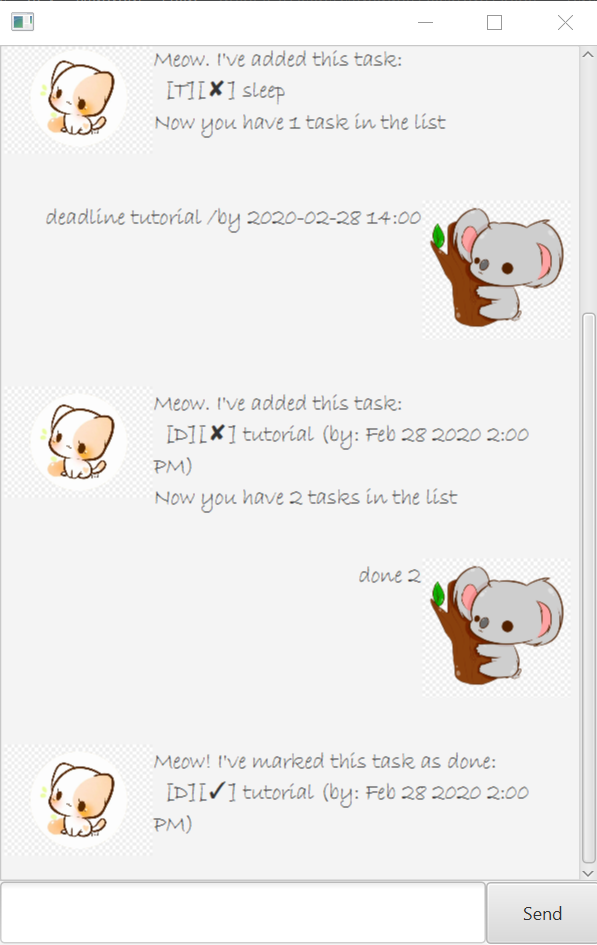 Meow. I've added this task:
[T][✘] sleep
Now you have 1 task in the list
deadline tutorial /by 2020-02-28 14:00
Meow. I've added this task:
[D][✘] tutorial (by: Feb 28 2020 2:00
PM)
Now you have 2 tasks in the list
done 2
Meow! I've marked this task as done:
[D][✓] tutorial (by: Feb 28 2020 2:00
PM)
Send